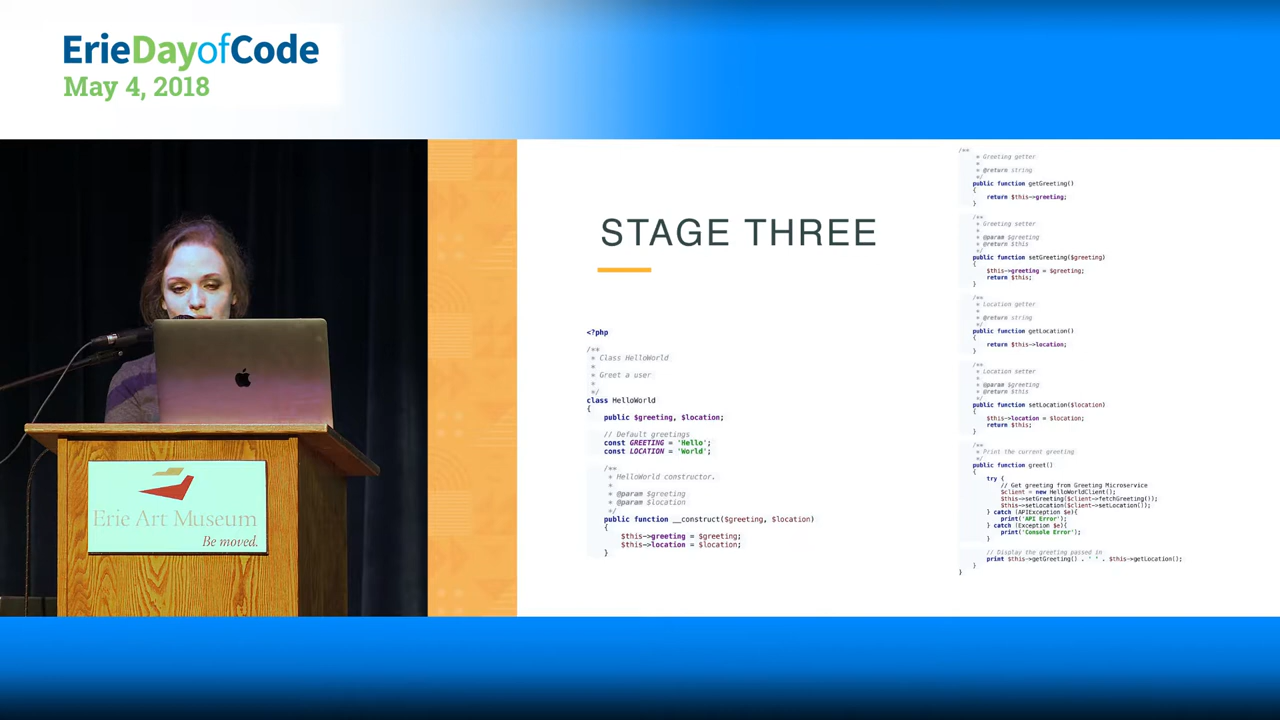 ErieDayofCode
May 4, 2018
Erie Art Museum
Be moved.
STAGE THREE
<?php
/**
* Class HelloWorld
*
* Greet a user
*
*
*/
class HelloWorld
{
public $greeting, $location;
// Default greetings
const GREETING = 'Hello';
const LOCATION = 'World';
/**
* HelloWorld constructor.
*
* @param $greeting
* @param $location
*/
public function __construct($greeting, $location)
{
$this->greeting = $greeting;
$this->location = $location;
}
/**
* Greeting getter
*
* @return string
*/
public function getGreeting()
{
return $this->greeting;
}
/**
* Greeting setter
*
* @param $greeting
* @return $this
*/
public function setGreeting($greeting)
{
$this->greeting = $greeting;
return $this;
}
/**
* Location getter
*
* @return string
*/
public function getLocation()
{
return $this->location;
}
/**
* Location setter
*
* @param $greeting
* @return $this
*/
public function setLocation($location)
{
$this->location = $location;
return $this;
}
/**
* Print the current greeting
*/
public function greet()
{
try {
// Get greeting from Greeting Microservice
$client = new HelloWorldClient();
$this->setGreeting($client->fetchGreeting());
$this->setLocation($client->setLocation());
} catch (APIException $e){
print('API Error');
} catch (Exception $e){
print('Console Error');
}
// Display the greeting passed in
print $this->getGreeting() . ' ' . $this->getLocation();
}
}